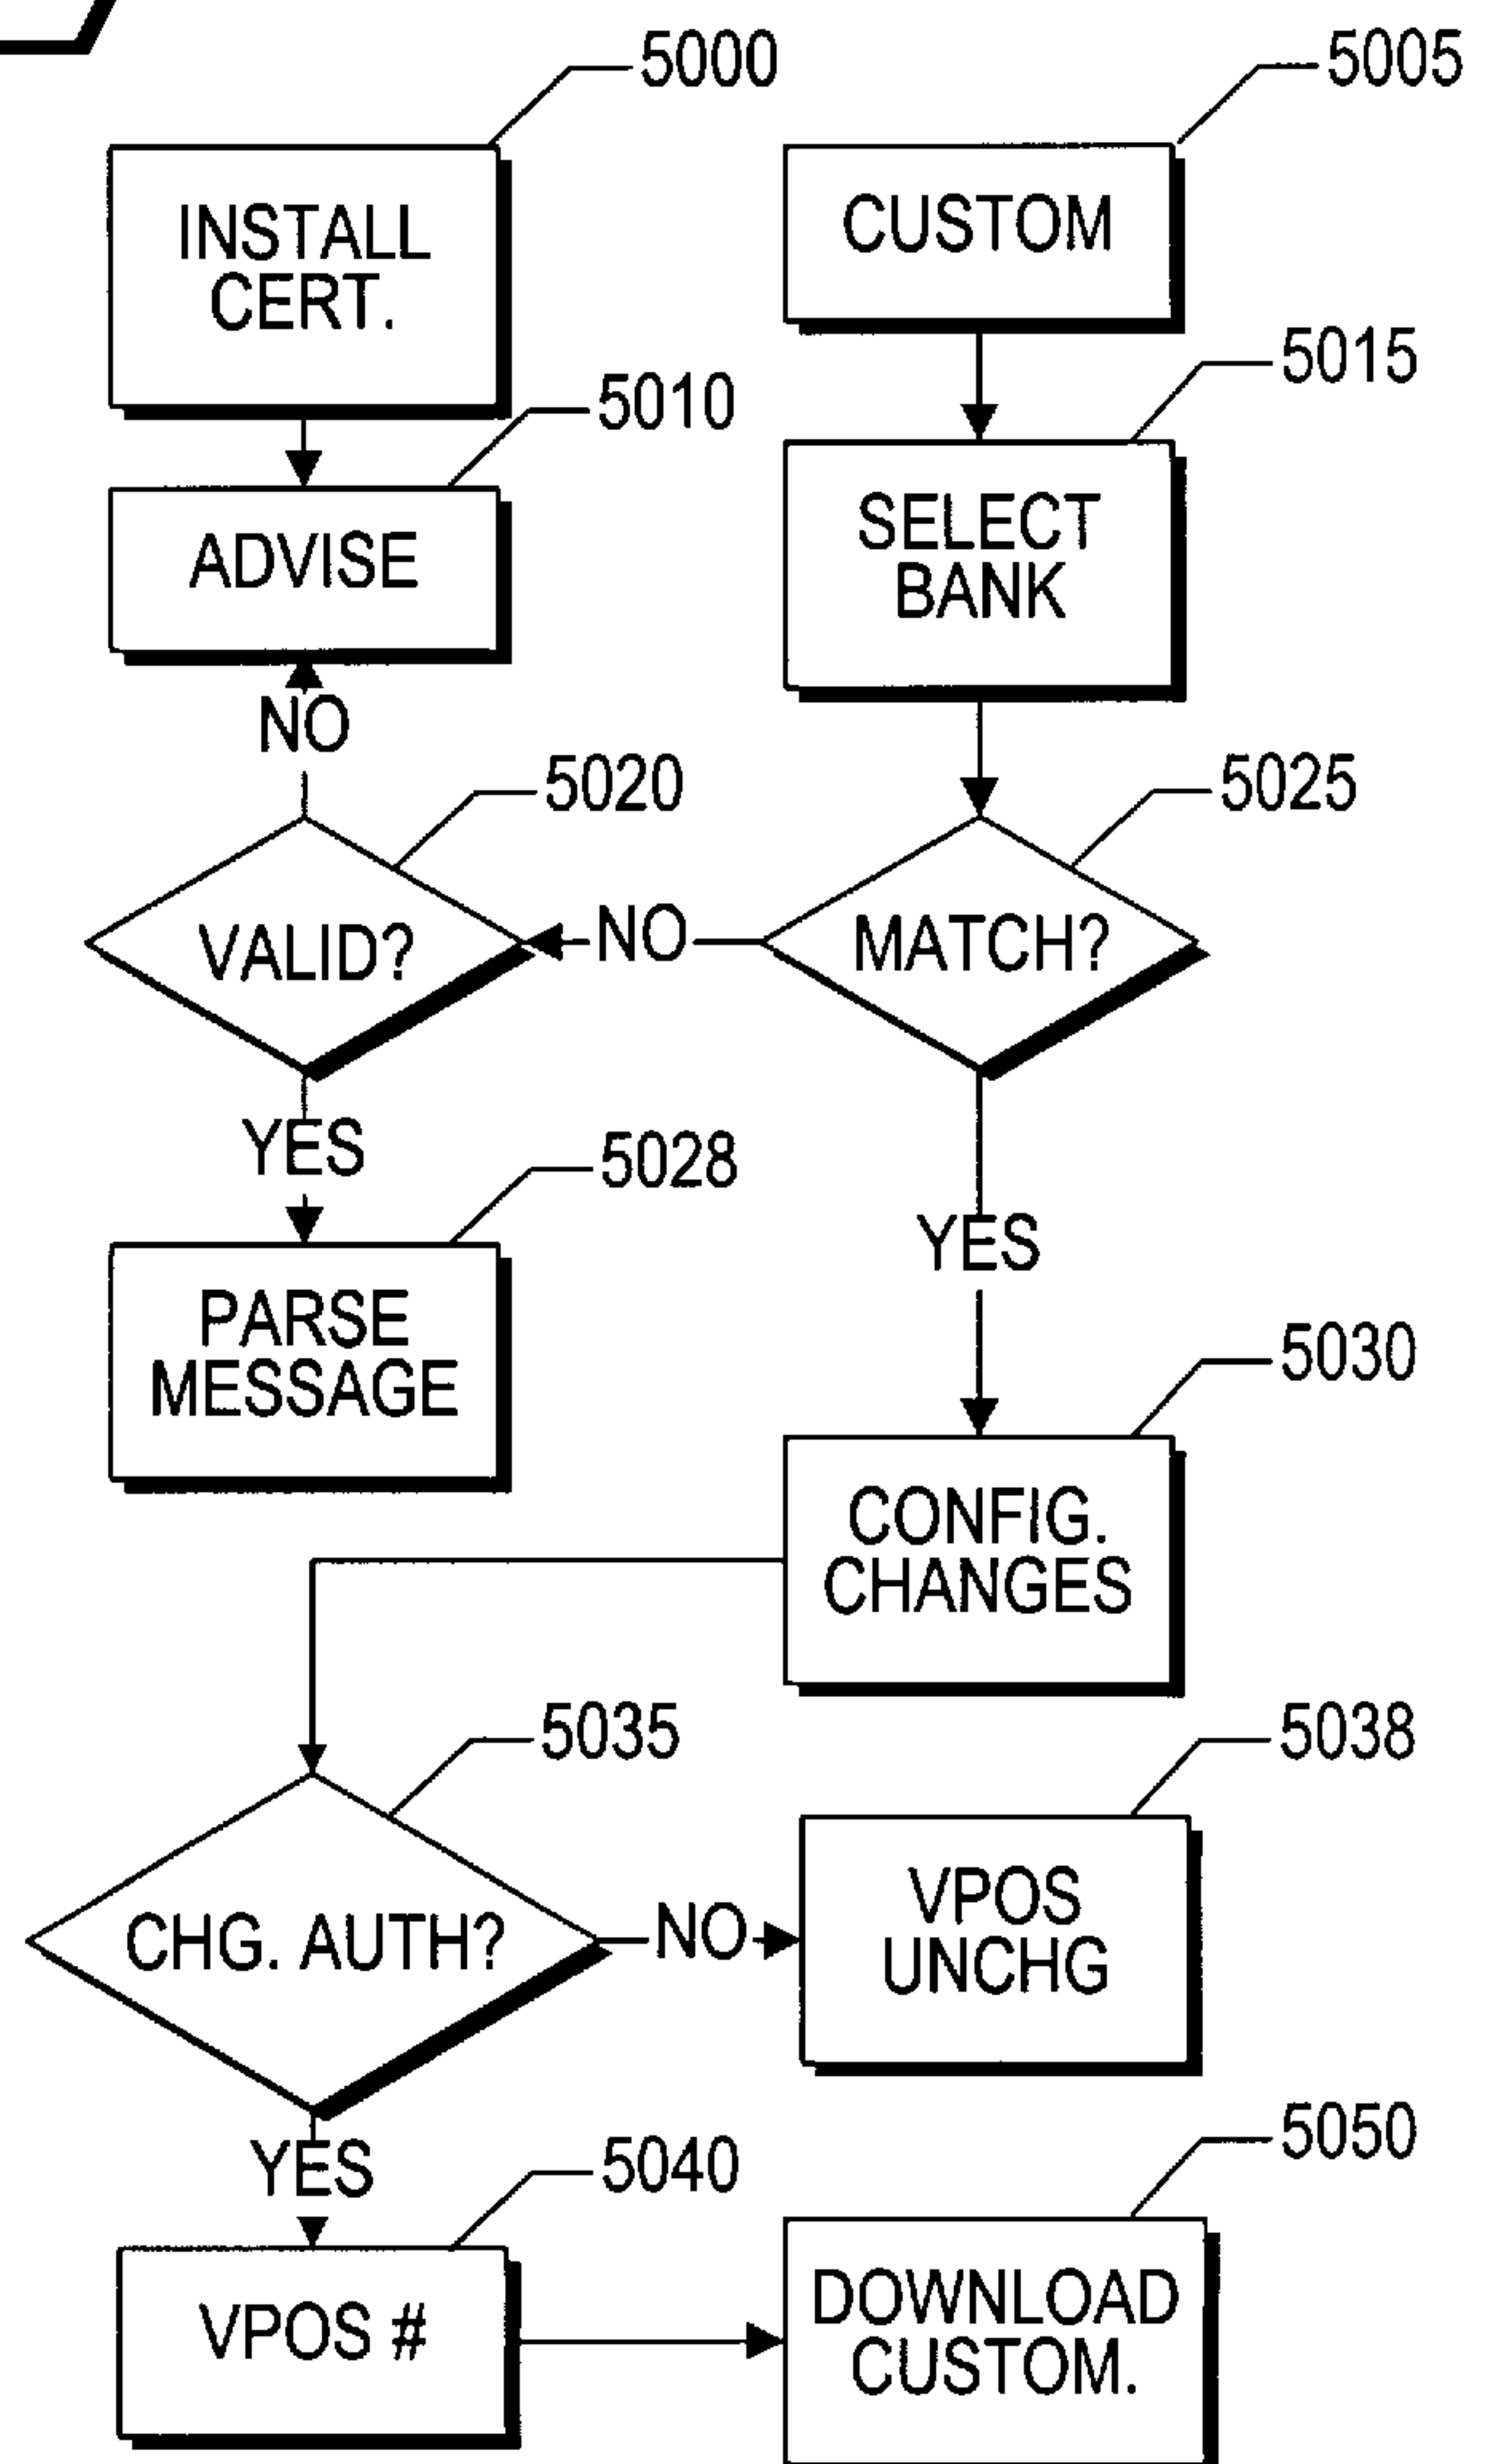 5000
5005
INSTALL
CERT.
CUSTOM
5010
5015
ADVISE
SELECT
BANK
NO
5020
5025
VALID?
NO
MATCH?
YES
5028
YES
PARSE
MESSAGE
5030
CONFIG.
CHANGES
5035
5038
CHG. AUTH?
NO
VPOS
UNCHG
YES
5040
5050
VPOS #
DOWNLOAD
CUSTOM.